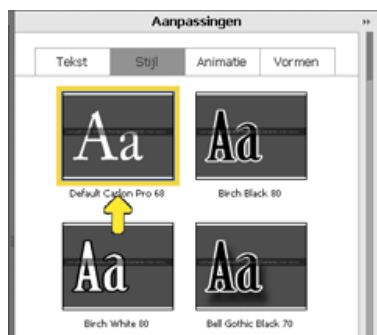 Aanpassingen
Tekst Stijl Animatie Vormen
Aa Aa
Default Caslon Pro 68 Birch Black 80
Aa Aa
Birch White 80 Bell Gothic Black 70